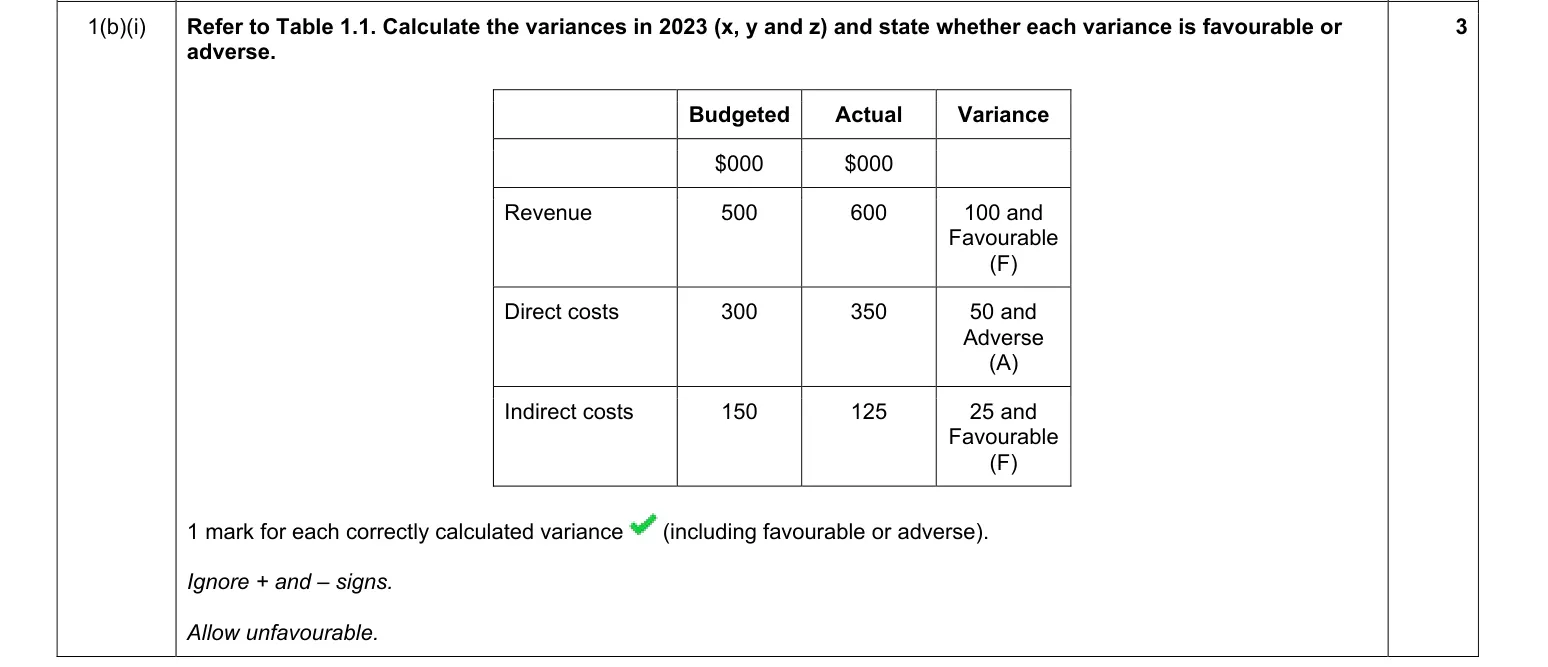 1(b)(i)
Refer to Table 1.1. Calculate the variances in 2023 (x, y and z) and state whether each variance is favourable or
adverse.
3
Budgeted Actual Variance
$000 $000
Revenue 500 600 100 and
Favourable
(F)
Direct costs 300 350 50 and
Adverse
(A)
Indirect costs 150 125 25 and
Favourable
(F)
1 mark for each correctly calculated variance ✔ (including favourable or adverse).
Ignore + and – signs.
Allow unfavourable.